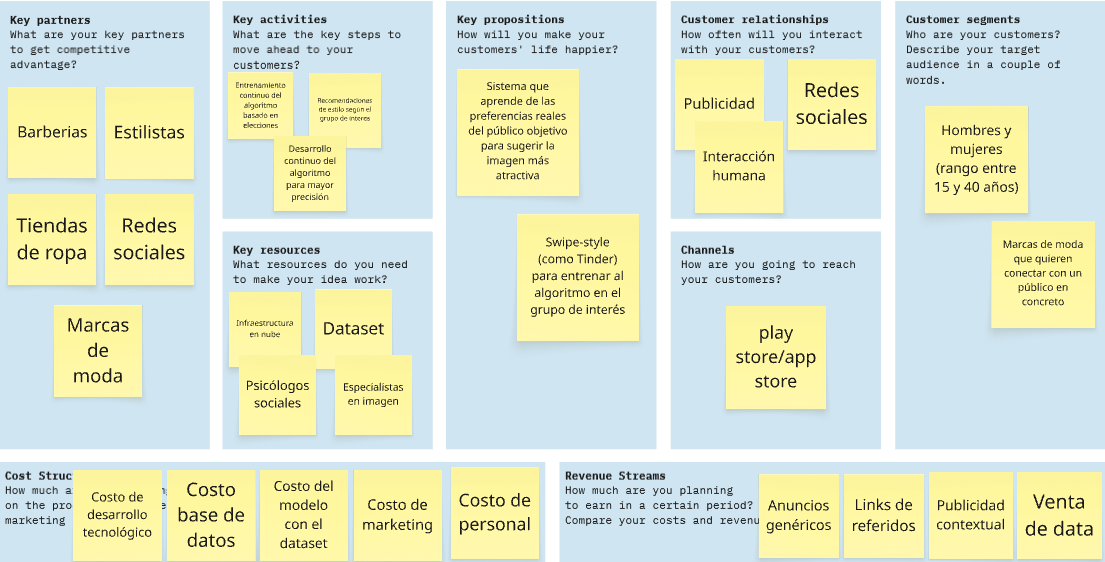 Key partners
What are your key partners
to get competitive
advantage?
Barberias
Estilistas
Tiendas
de ropa
Redes
sociales
Marcas
de
moda
Key activities
What are the key steps to
move ahead to your
customers?
Entrenamiento
continuo del
algoritmo
basado en
elecciones
Recomendaciones
de estilo según el
grupo de interes
Desarrollo
continuo del
algoritmo
para mayor
precisión
Key resources
What resources do you need
to make your idea work?
Infraestructura
en nube
Dataset
Psicólogos
sociales
Especialistas
en imagen
Key propositions
How will you make your
customers' life happier?
Sistema que
aprende de las
preferencias reales
del público objetivo
para sugerir la
imagen más
atractiva
Swipe-style
(como Tinder)
para entrenar al
algoritmo en el
grupo de interés
Customer relationships
How often will you interact
with your customers?
Publicidad
Redes
sociales
Interacción
humana
Channels
How are you going to reach
your customers?
play
store/app
store
Customer segments
Who are your customers?
Describe your target
audience in a couple of
words.
Hombres y
mujeres
(rango entre
15 y 40 años)
Marcas de moda
que quieren
conectar con un
público en
concreto
Cost Struc
How much a
on the pro
marketing
Costo de
desarrollo
tecnológico
Costo
base de
datos
Costo del
modelo
con el
dataset
Costo de
marketing
Costo de
personal
Revenue Streams
How much are you planning
to earn in a certain period?
Compare your costs and revenu
Anuncios
genéricos
Links de
referidos
Publicidad
contextual
Venta
de data